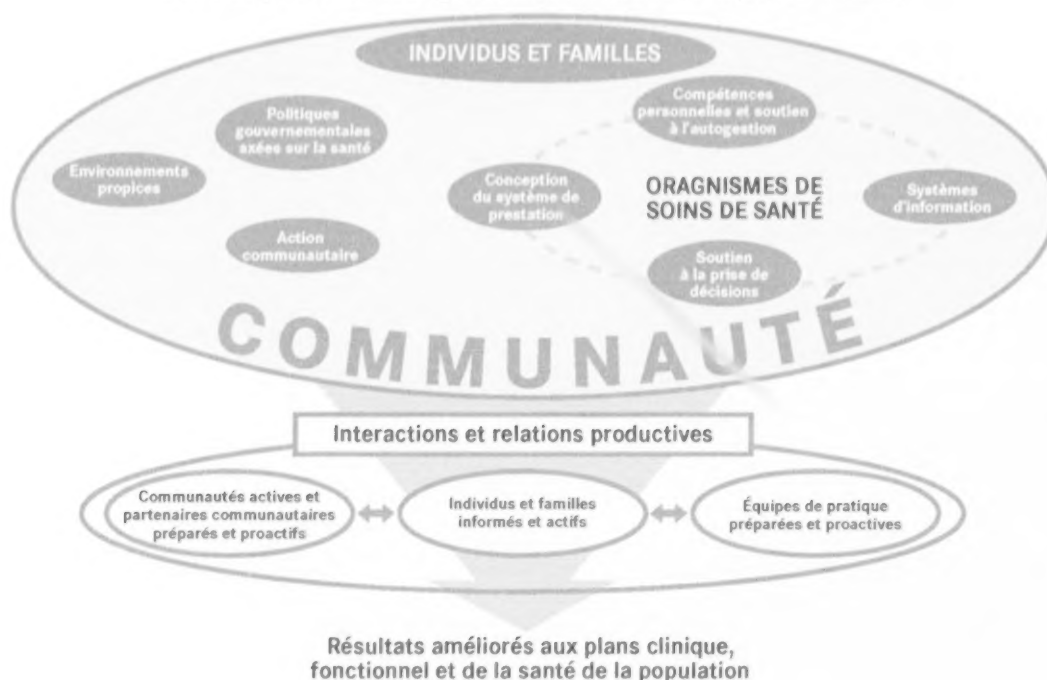 INDIVIDUS ET FAMILLES
Politiques
gouvernementales
axées sur la santé
Environnements
propices
Action
communautaire
Compétences
personnelles et soutien
à l'autogestion
Conception
du système de
prestation
ORAGNISMES DE
SOINS DE SANTÉ
Systèmes
d'information
Soutien
à la prise de
décisions
COMMUNAUTÉ
Interactions et relations productives
Communautés actives et
partenaires communautaires
préparés et proactifs
Individus et familles
informés et actifs
Équipes de pratique
préparées et proactives
Résultats améliorés aux plans clinique,
fonctionnel et de la santé de la population